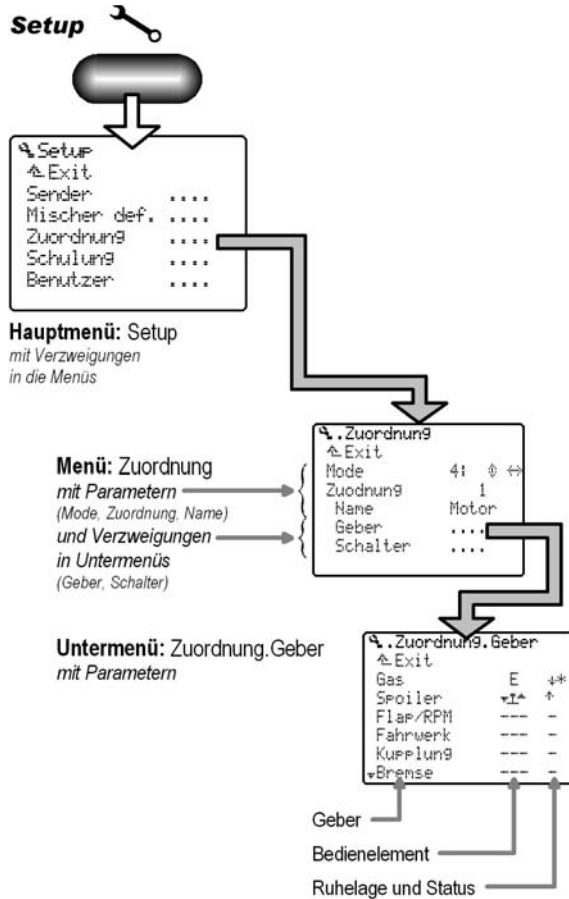 Setup
Setup
Exit
Sender ....
Mischer def. ....
Zuordnung ....
Schulung ....
Benutzer ....
Hauptmenü: Setup
mit Verzweigungen
in die Menüs
.Zuordnung
Exit
Mode 4: ⇕ ↔
Zuodnung 1
Name Motor
Geber ....
Schalter ....
Menü: Zuordnung
mit Parametern
(Mode, Zuordnung, Name)
und Verzweigungen
in Untermenüs
(Geber, Schalter)
.Zuordnung.Geber
Exit
Gas E ↓*
Spoiler ↑
Flap/RPM --- -
Fahrwerk --- -
Kupplung --- -
Bremse --- -
Untermenü: Zuordnung.Geber
mit Parametern
Geber
Bedienelement
Ruhelage und Status